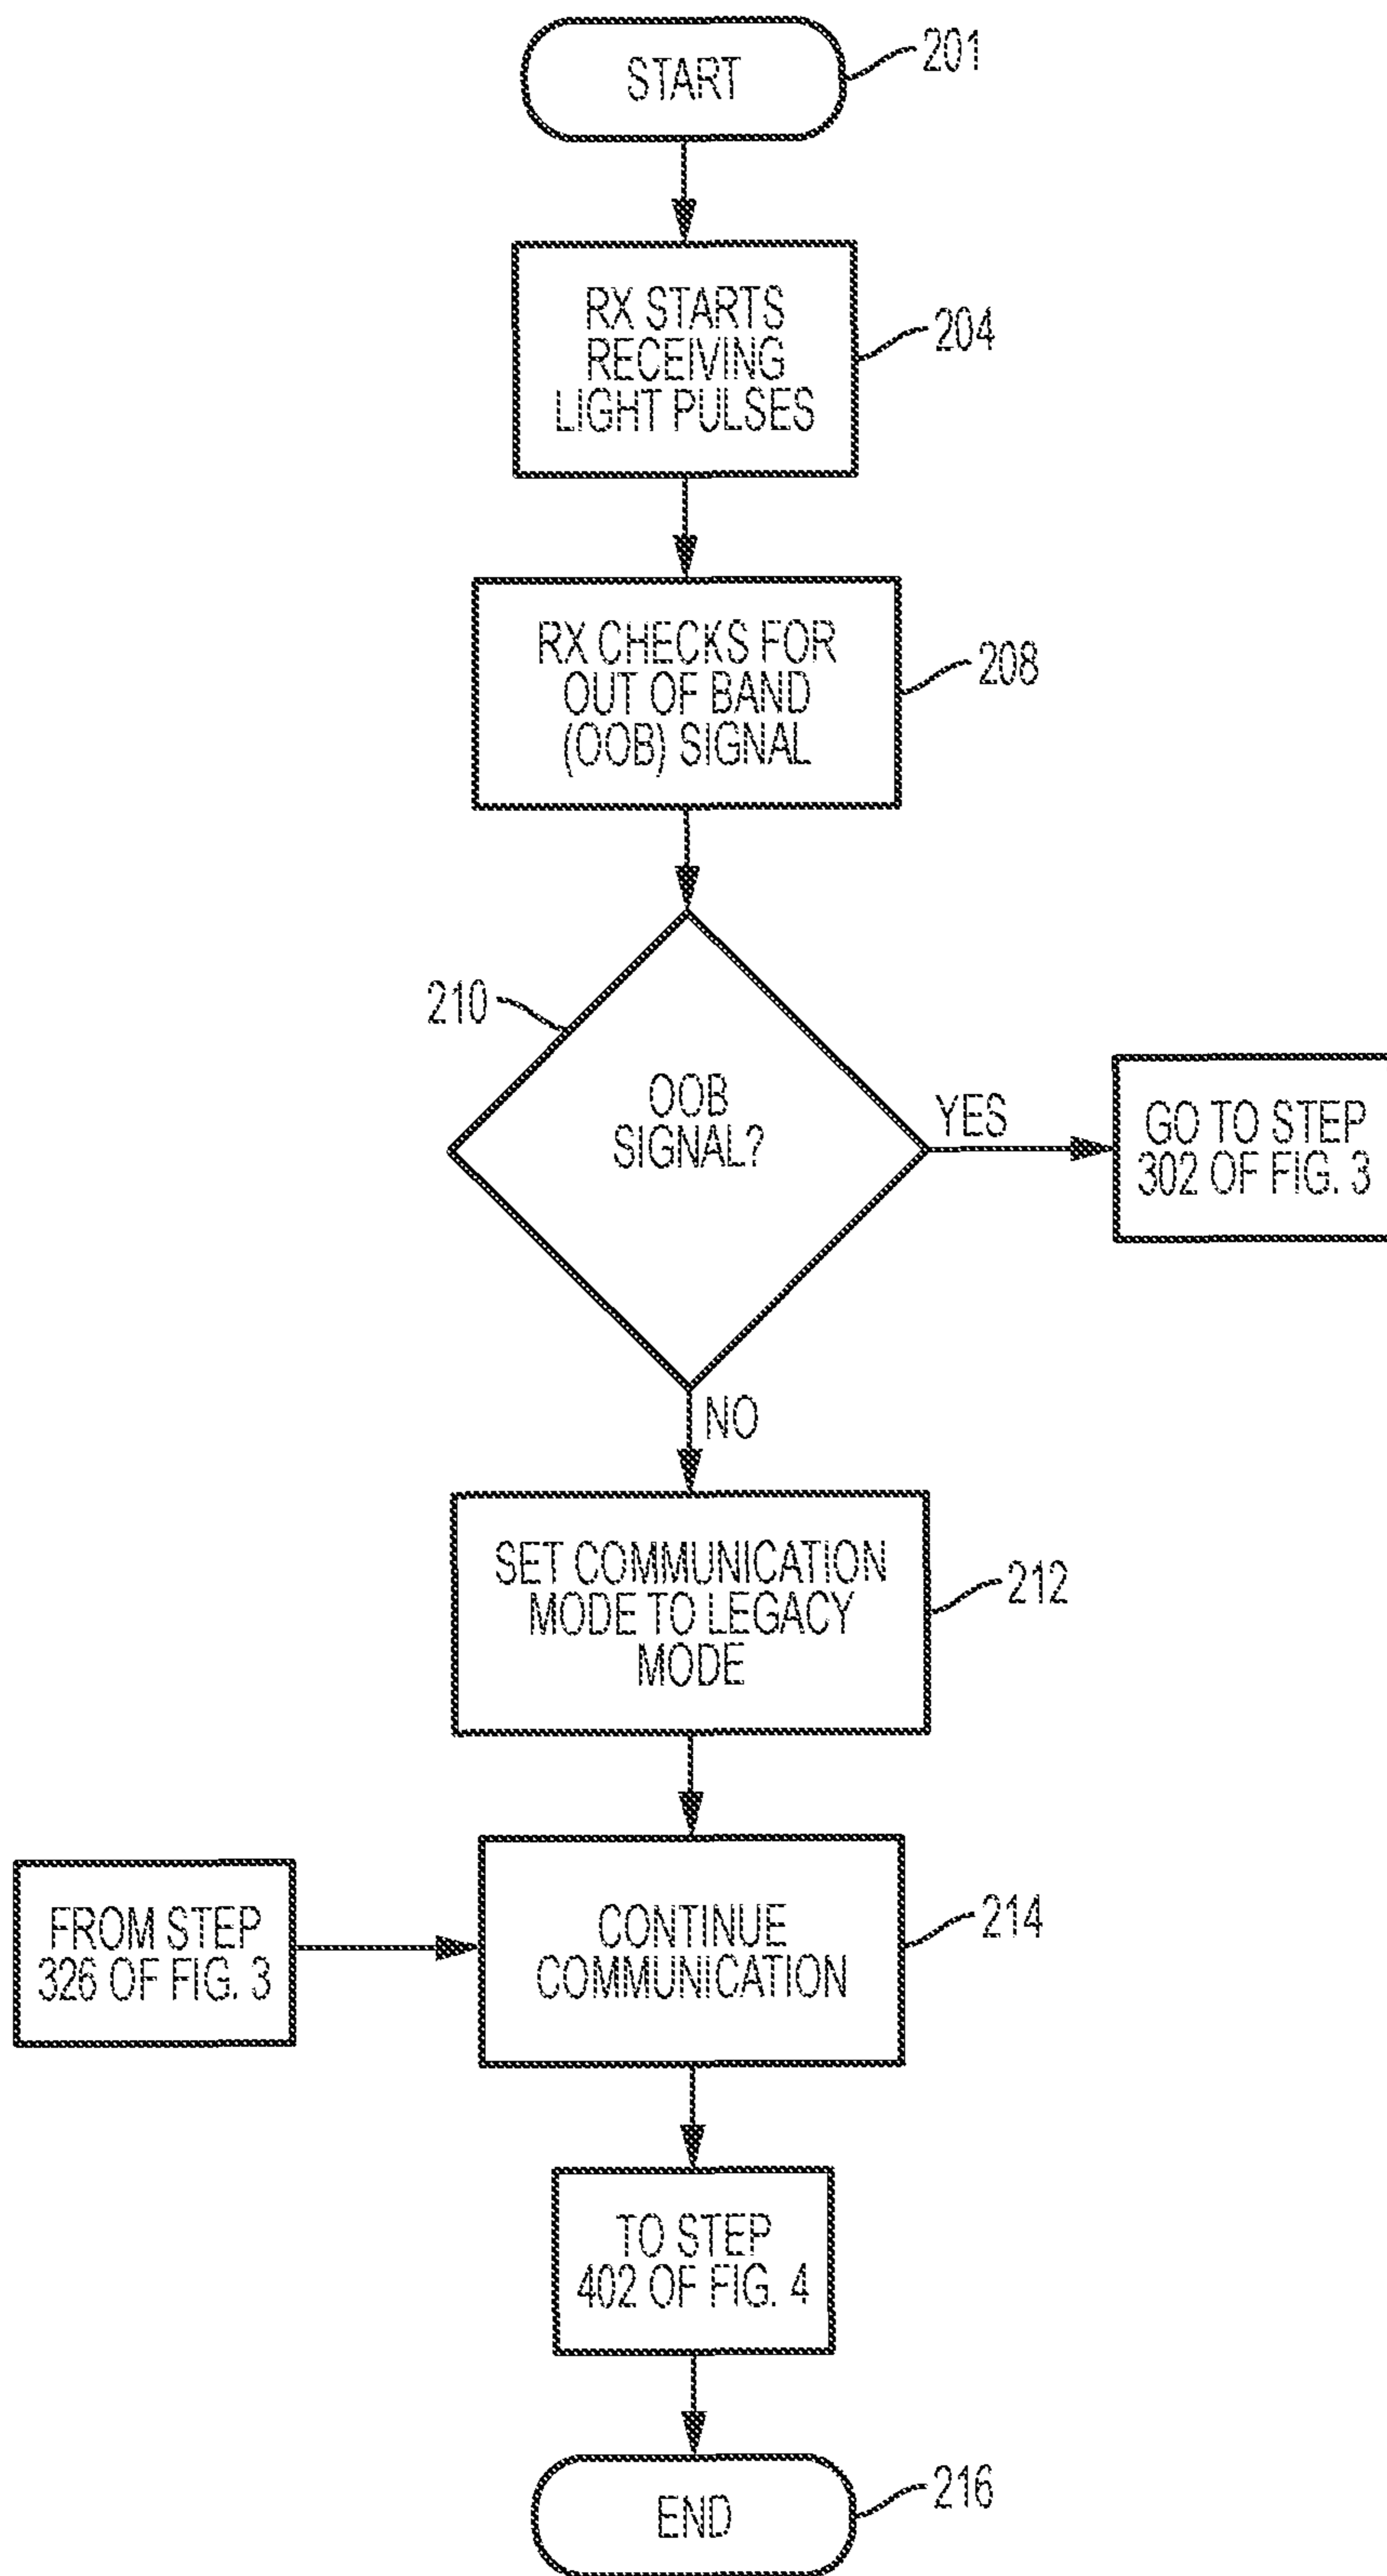 START
201
RX STARTS
RECEIVING
LIGHT PULSES
204
RX CHECKS FOR
OUT OF BAND
(OOB) SIGNAL
208
210
OOB
SIGNAL?
YES
GO TO STEP
302 OF FIG. 3
NO
SET COMMUNICATION
MODE TO LEGACY
MODE
212
FROM STEP
326 OF FIG. 3
CONTINUE
COMMUNICATION
214
TO STEP
402 OF FIG. 4
END
216